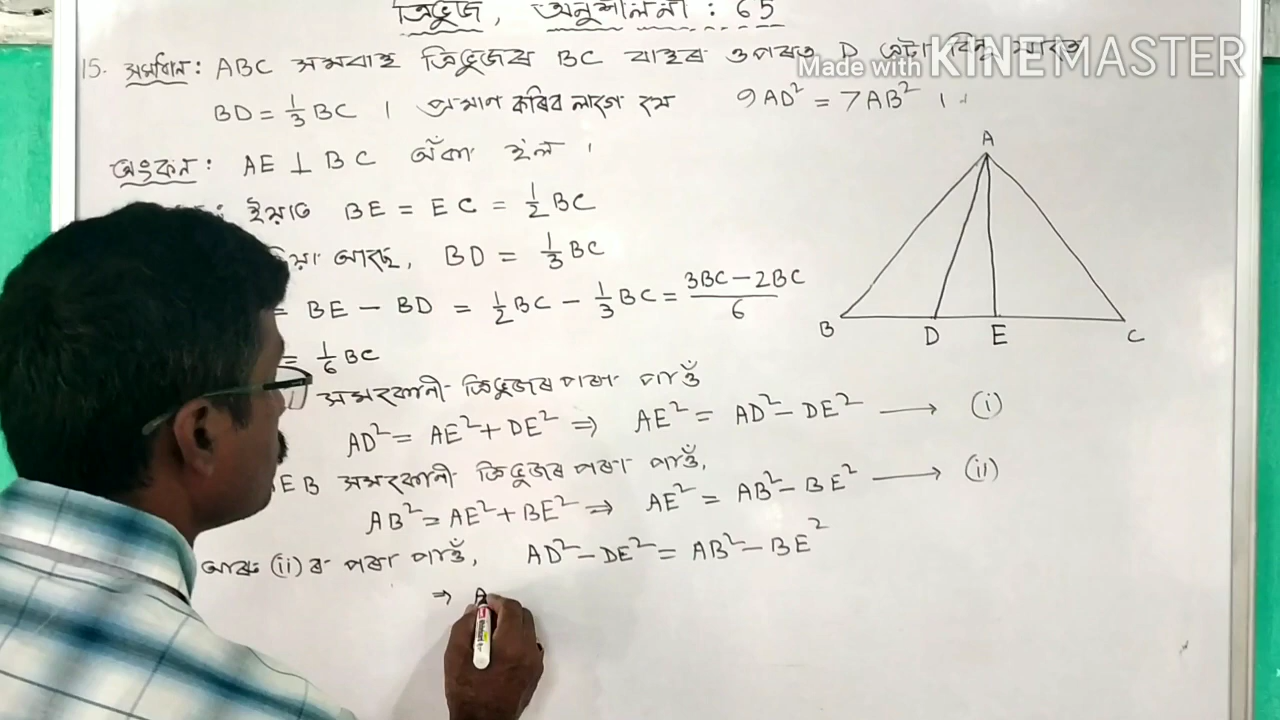 ত্ৰিভুজ, অনুশীলনী : 6.5
Made with KINEMASTER
15. সমাধান: ABC সমবাহু ত্ৰিভুজৰ BC বাহুৰ ওপৰত D এটা বিন্দু যাতে
BD = 1/3 BC । প্ৰমাণ কৰিব লাগে যে 9AD² = 7AB² ।
অংকন: AE ⊥ BC অঁকা হ'ল ।
ইয়াত BE = EC = 1/2 BC
আছে, BD = 1/3 BC
= BE − BD = 1/2 BC − 1/3 BC = (3BC − 2BC)/6
= 1/6 BC
সমকোণী ত্ৰিভুজৰ পৰা পাওঁ
AD² = AE² + DE² ⇒ AE² = AD² − DE² ⟶ (i)
EB সমকোণী ত্ৰিভুজৰ পৰা পাওঁ,
AB² = AE² + BE² ⇒ AE² = AB² − BE² ⟶ (ii)
আৰু (ii) ৰ পৰা পাওঁ, AD² − DE² = AB² − BE²
⇒ A
A
B D E C